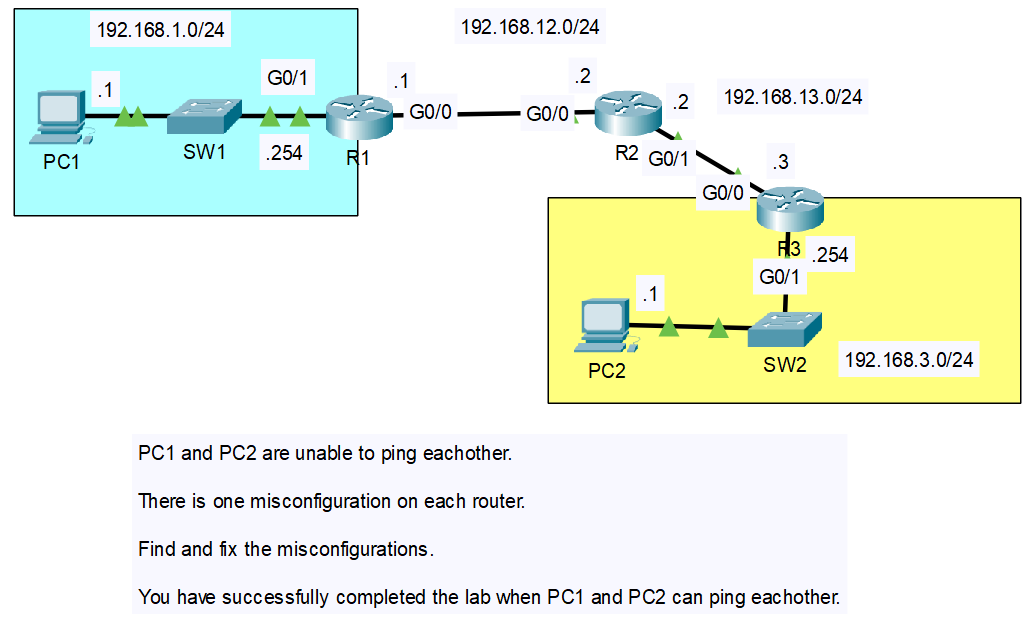 192.168.1.0/24
192.168.12.0/24
.1
G0/1
.1
.2
.2
192.168.13.0/24
G0/0
G0/0
PC1
SW1
.254
R1
R2
G0/1
.3
G0/0
R3
.254
G0/1
.1
PC2
SW2
192.168.3.0/24
PC1 and PC2 are unable to ping eachother.
There is one misconfiguration on each router.
Find and fix the misconfigurations.
You have successfully completed the lab when PC1 and PC2 can ping eachother.